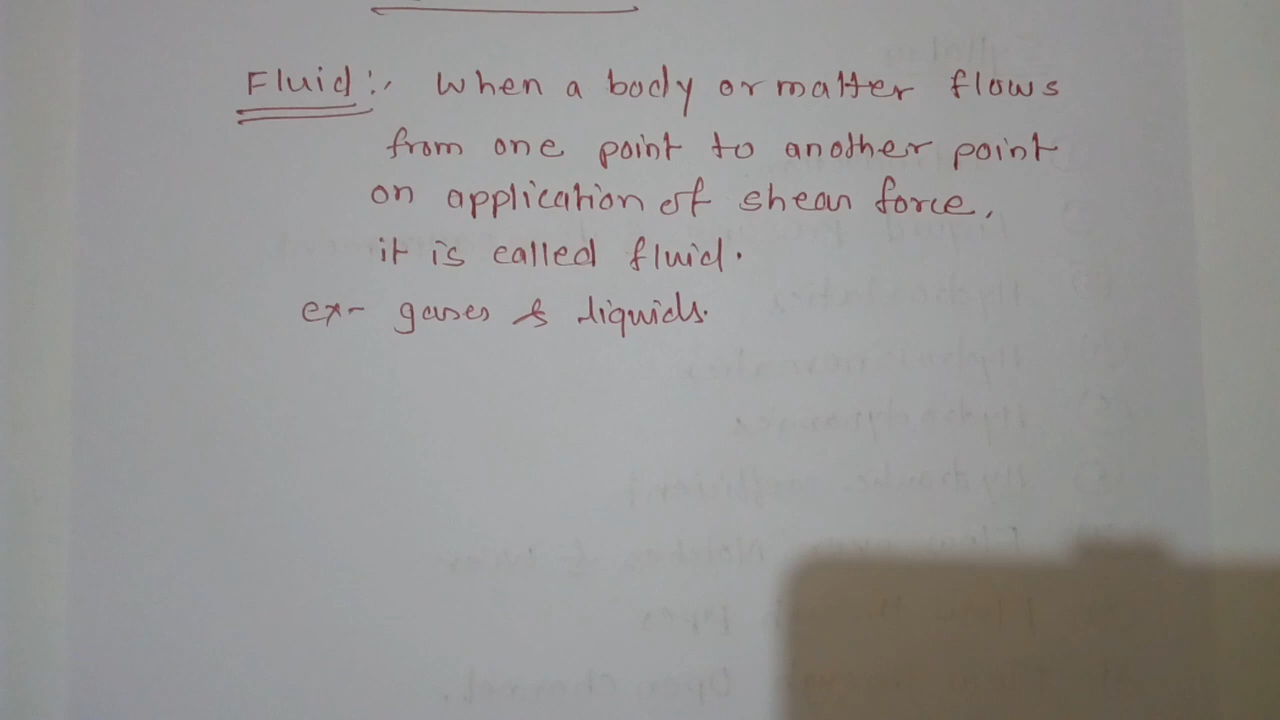 Fluid :- When a body or matter flows
from one point to another point
on application of shear force,
it is called fluid.
ex- gases & liquids.